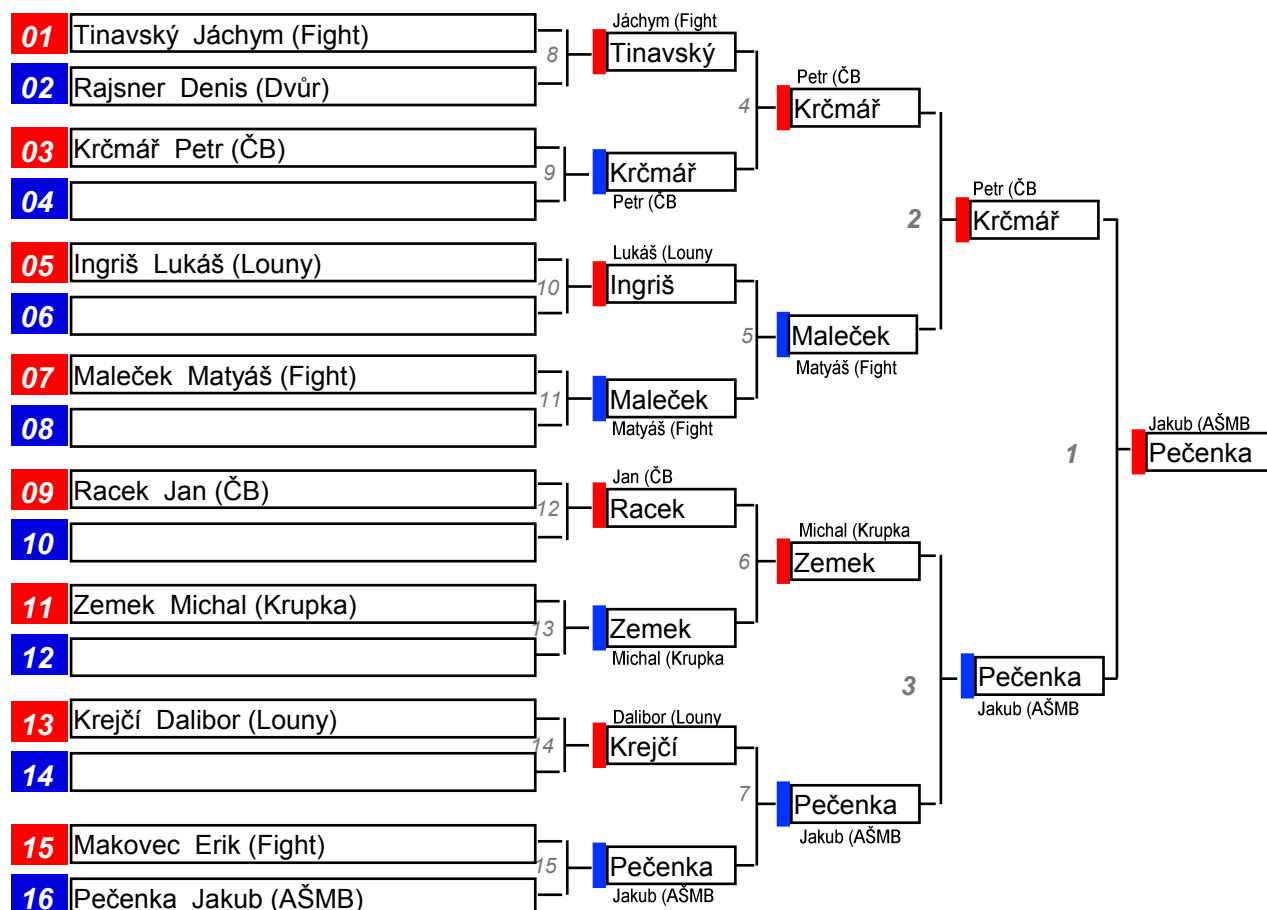 01 Tinavský Jáchym (Fight)
02 Rajsner Denis (Dvůr)
03 Krčmář Petr (ČB)
04
05 Ingriš Lukáš (Louny)
06
07 Maleček Matyáš (Fight)
08
09 Racek Jan (ČB)
10
11 Zemek Michal (Krupka)
12
13 Krejčí Dalibor (Louny)
14
15 Makovec Erik (Fight)
16 Pečenka Jakub (AŠMB)
8
9
10
11
12
13
14
15
Jáchym (Fight
Tinavský
Krčmář
Petr (ČB
Lukáš (Louny
Ingriš
Maleček
Matyáš (Fight
Jan (ČB
Racek
Zemek
Michal (Krupka
Dalibor (Louny
Krejčí
Pečenka
Jakub (AŠMB
4
5
6
7
Petr (ČB
Krčmář
Maleček
Matyáš (Fight
Michal (Krupka
Zemek
Pečenka
Jakub (AŠMB
2
3
Petr (ČB
Krčmář
Pečenka
Jakub (AŠMB
1
Jakub (AŠMB
Pečenka